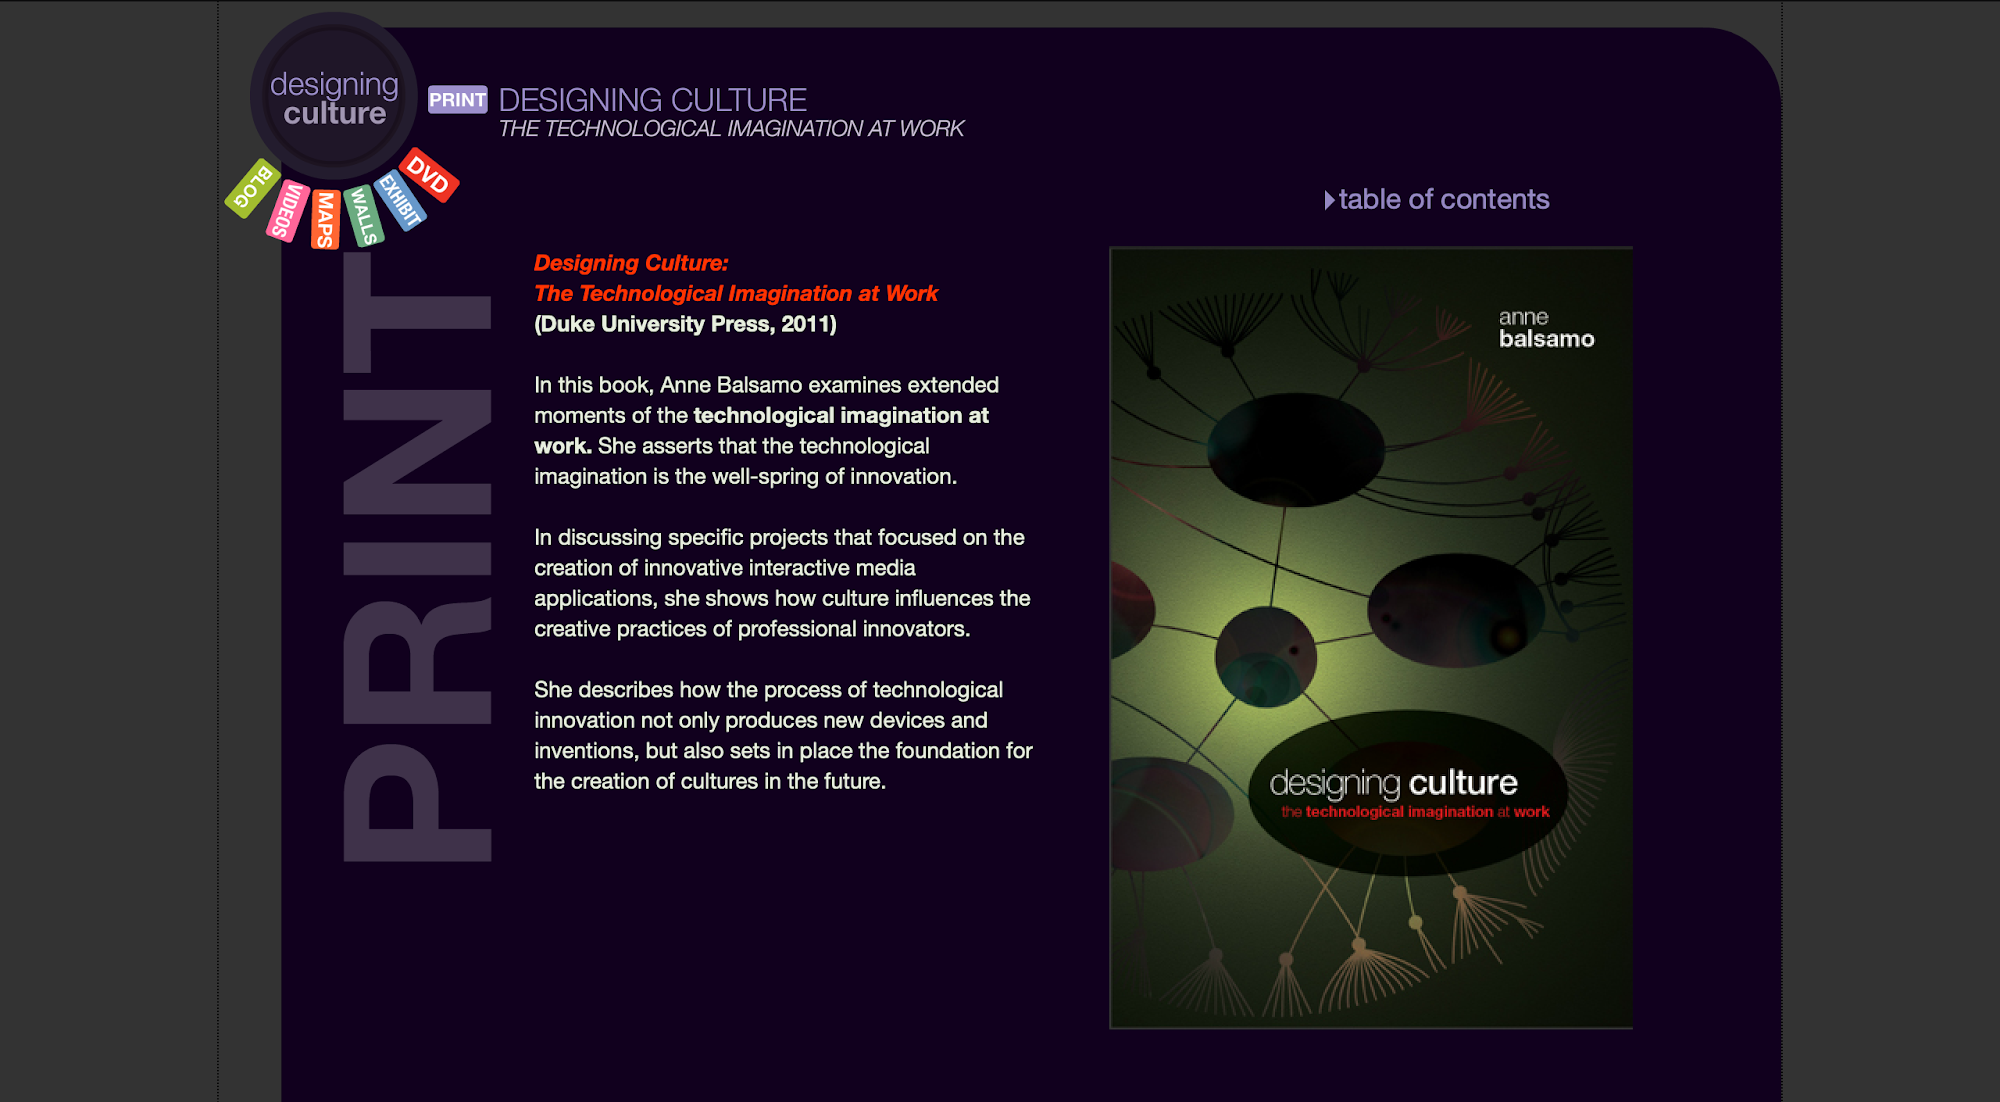 designing
culture
PRINT DESIGNING CULTURE
THE TECHNOLOGICAL IMAGINATION AT WORK
BLOG
VIDEOS
MAPS
WALLS
EXHIBIT
DVD
table of contents
PRINT
Designing Culture:
The Technological Imagination at Work
(Duke University Press, 2011)
In this book, Anne Balsamo examines extended
moments of the technological imagination at
work. She asserts that the technological
imagination is the well-spring of innovation.
In discussing specific projects that focused on the
creation of innovative interactive media
applications, she shows how culture influences the
creative practices of professional innovators.
She describes how the process of technological
innovation not only produces new devices and
inventions, but also sets in place the foundation for
the creation of cultures in the future.
anne
balsamo
designing culture
the technological imagination at work